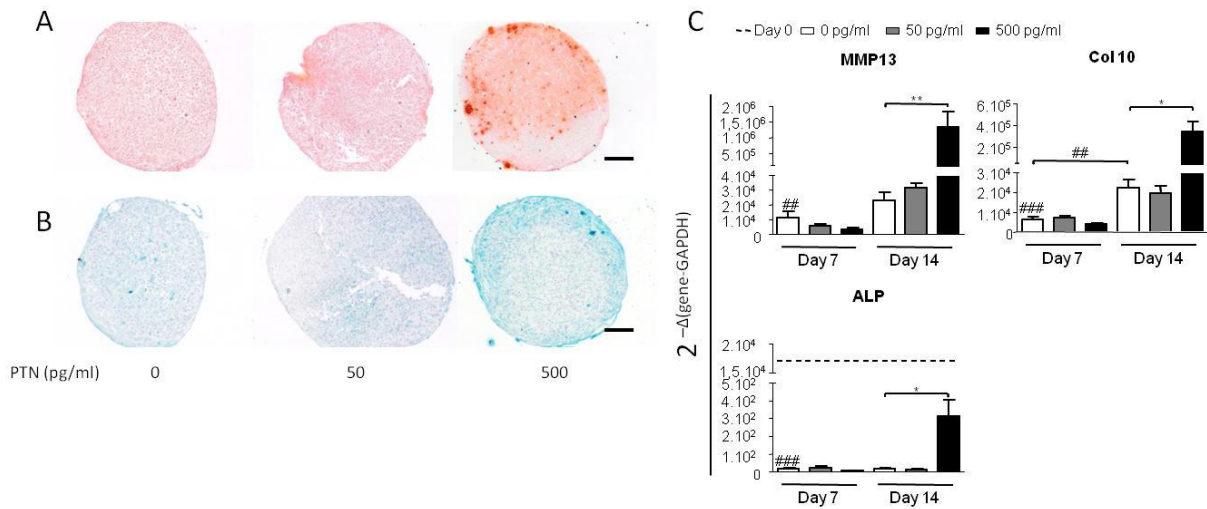 A
B
PTN (pg/ml) 0 50 500
C
Day 0 0 pg/ml 50 pg/ml 500 pg/ml
2 –Δ(gene-GAPDH)
MMP13
2.10⁶
1,5.10⁶
1.10⁶
5.10⁵
4.10⁴
3.10⁴
2.10⁴
1.10⁴
0
##
**
Day 7 Day 14
Col 10
6.10⁵
4.10⁵
2.10⁵
3.10⁴
2.10⁴
1.10⁴
0
###
##
*
Day 7 Day 14
ALP
2.10⁴
1,5.10⁴
5.10²
4.10²
3.10²
2.10²
1.10²
0
###
*
Day 7 Day 14